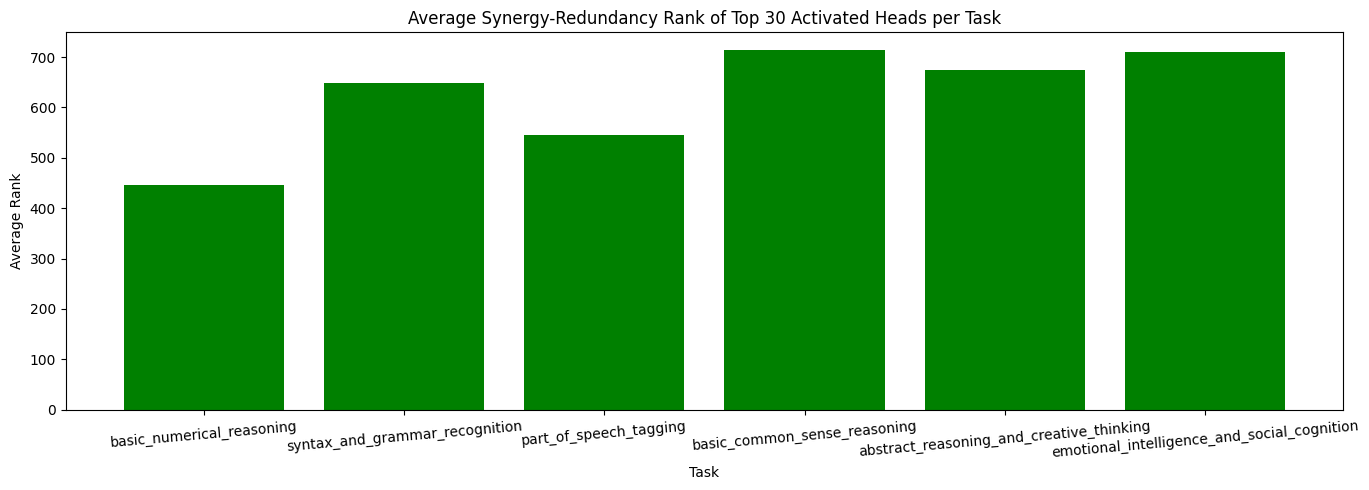 Average Synergy-Redundancy Rank of Top 30 Activated Heads per Task
Average Rank
700
600
500
400
300
200
100
0
basic_numerical_reasoning
syntax_and_grammar_recognition
part_of_speech_tagging
basic_common_sense_reasoning
abstract_reasoning_and_creative_thinking
emotional_intelligence_and_social_cognition
Task